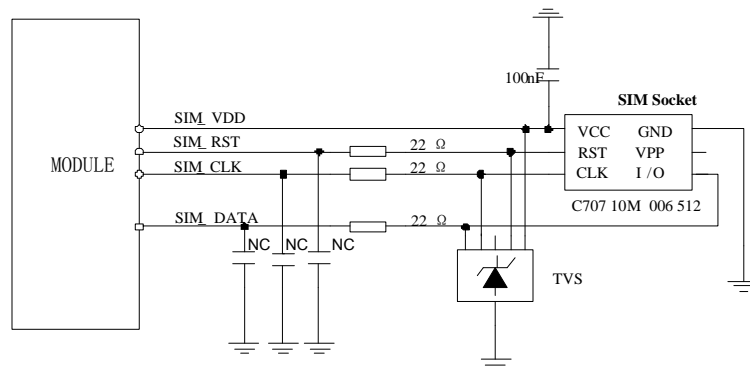 100nF
SIM Socket
SIM_VDD
VCC GND
SIM_RST
22 Ω
RST VPP
MODULE
SIM_CLK
22 Ω
CLK I/O
C707 10M 006 512
SIM_DATA
22 Ω
NC NC NC
TVS